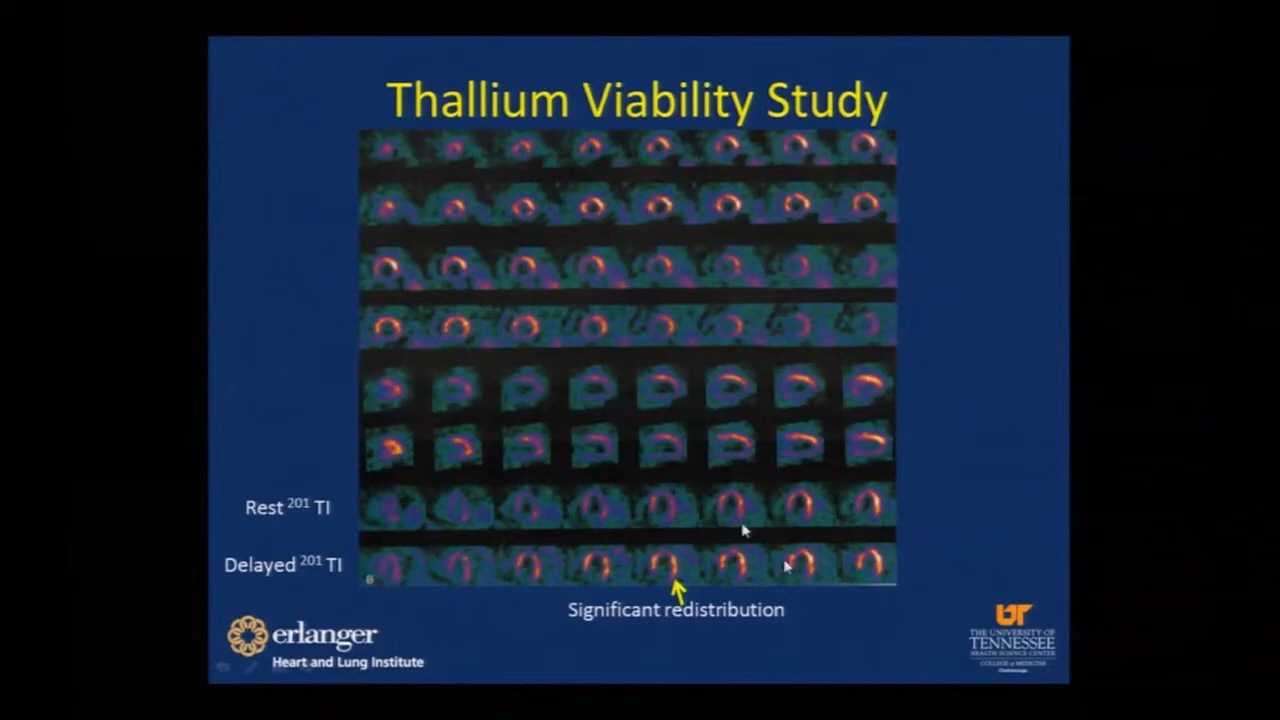 Thallium Viability Study
Rest 201 Tl
Delayed 201 Tl
Significant redistribution
erlanger
Heart and Lung Institute
UT
THE UNIVERSITY OF
TENNESSEE
HEALTH SCIENCE CENTER
COLLEGE of MEDICINE
Chattanooga